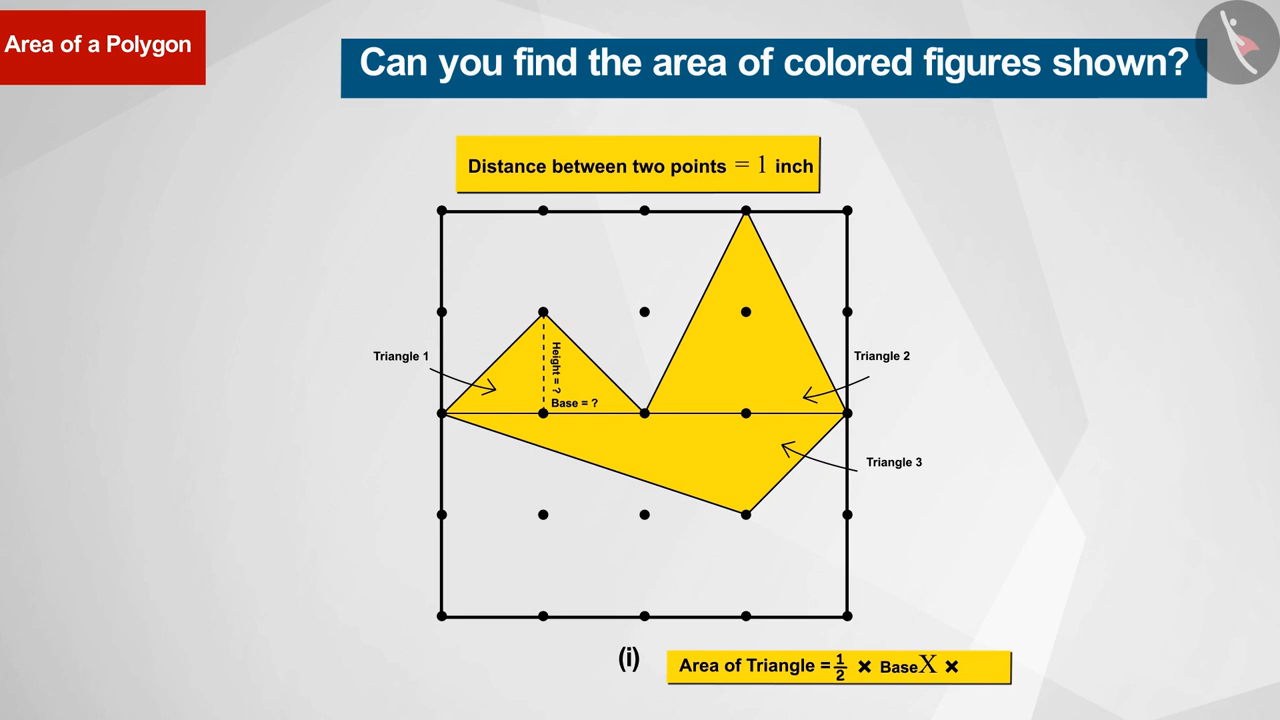 Area of a Polygon
Can you find the area of colored figures shown?
Distance between two points = 1 inch
Triangle 1
Height = ?
Base = ?
Triangle 2
Triangle 3
(i)
Area of Triangle = 1/2 × Base X ×